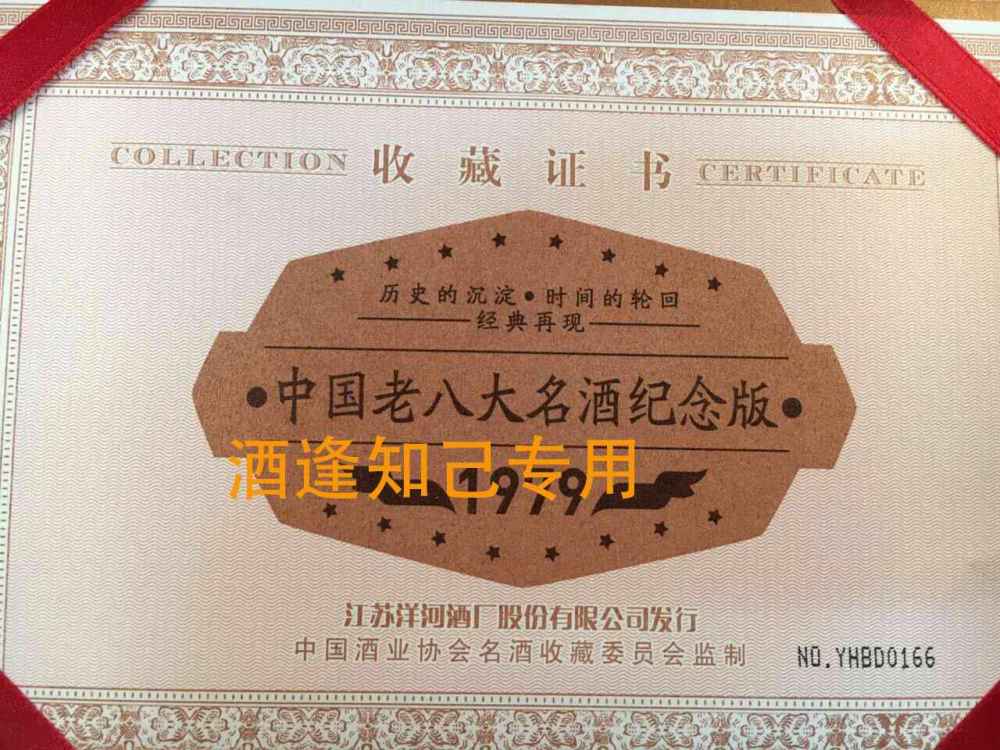 COLLECTION 收藏证书 CERTIFICATE
历史的沉淀●时间的轮回
经典再现
●中国老八大名酒纪念版●
酒逢知己专用
1979
江苏洋河酒厂股份有限公司发行
中国酒业协会名酒收藏委员会监制
NO.YHBD0166